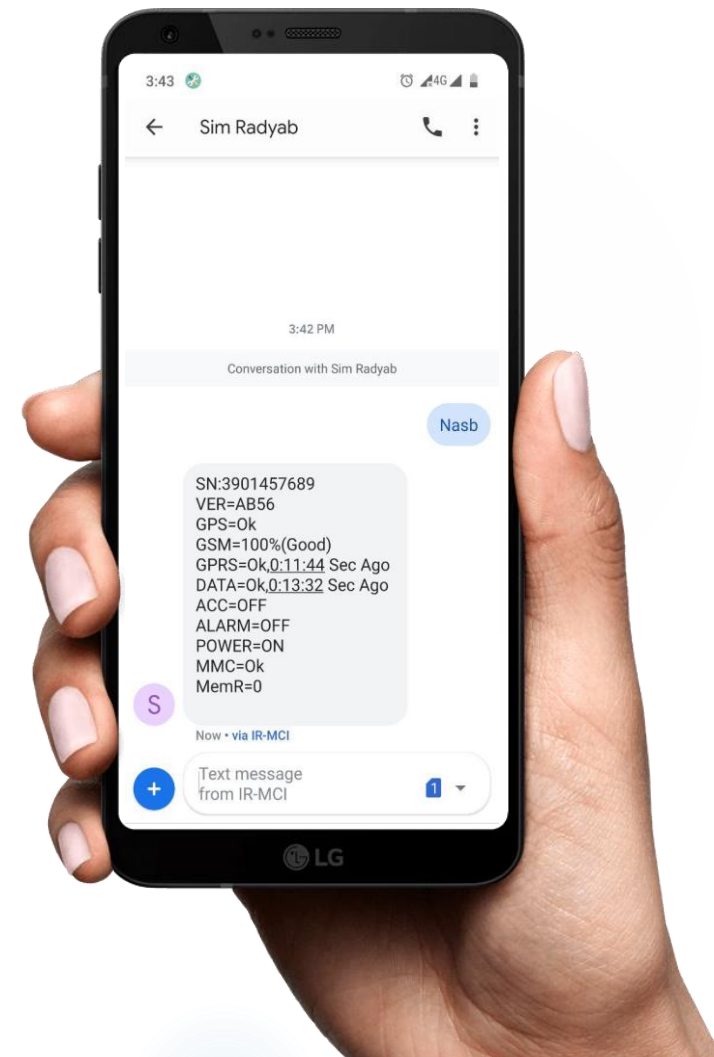 3:43
4G
Sim Radyab
3:42 PM
Conversation with Sim Radyab
Nasb
SN:3901457689
VER=AB56
GPS=Ok
GSM=100%(Good)
GPRS=Ok,0:11:44 Sec Ago
DATA=Ok,0:13:32 Sec Ago
ACC=OFF
ALARM=OFF
POWER=ON
MMC=Ok
MemR=0
S
Now • via IR-MCI
Text message
from IR-MCI
1
LG